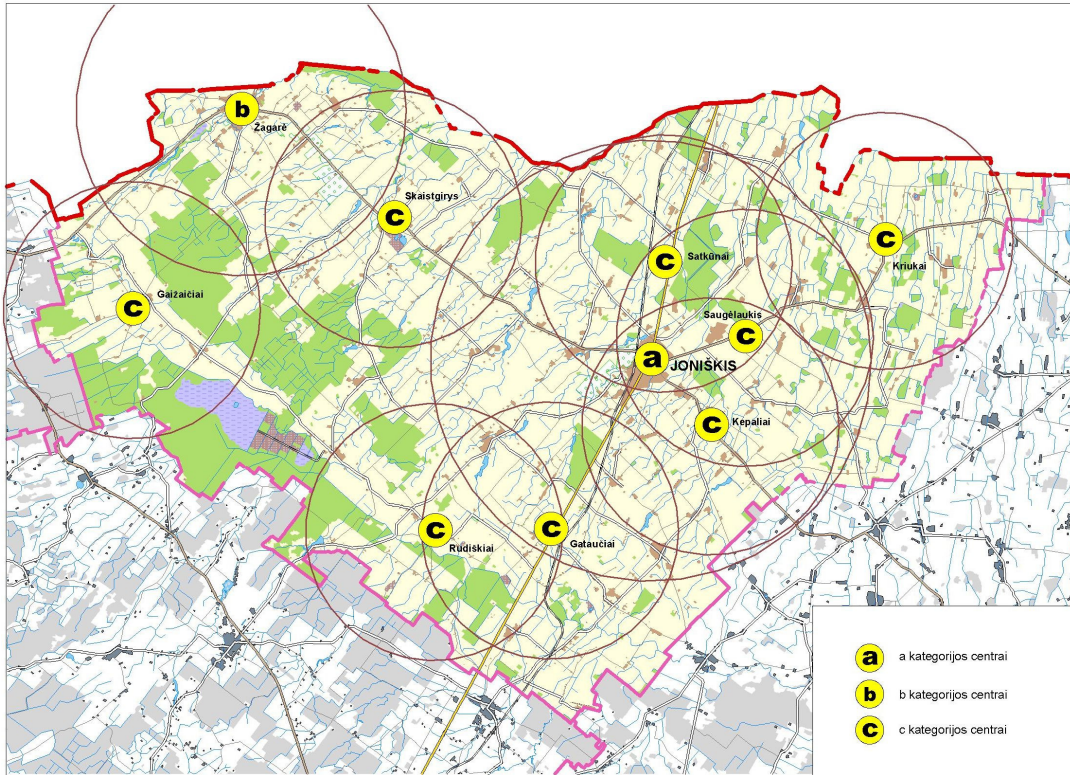 b
Žagarė
Skaistgirys
c
c
Kriukai
c
Satkūnai
Gaižaičiai
c
Saugėlaukis
c
a
JONIŠKIS
c
Kepaliai
c
Rudiškiai
c
Gataučiai
a a kategorijos centrai
b b kategorijos centrai
c c kategorijos centrai